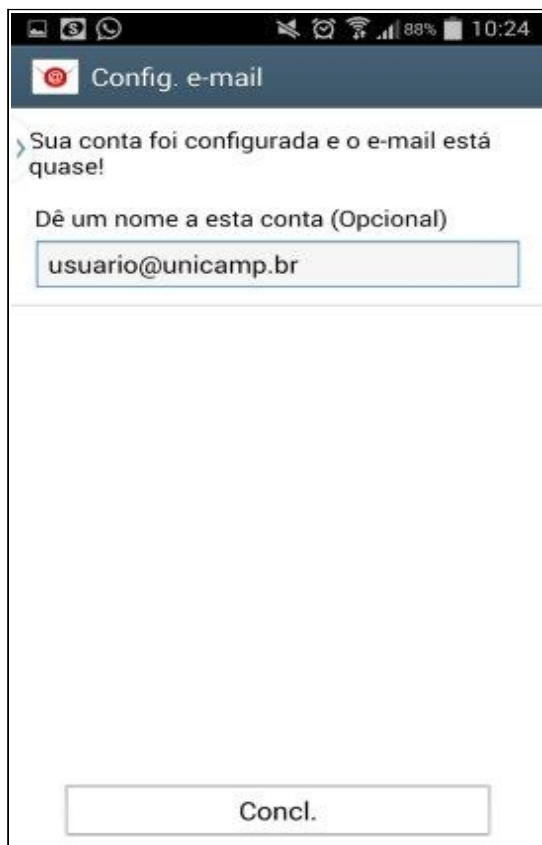 88% 10:24
Config. e-mail
Sua conta foi configurada e o e-mail está
quase!
Dê um nome a esta conta (Opcional)
usuario@unicamp.br
Concl.